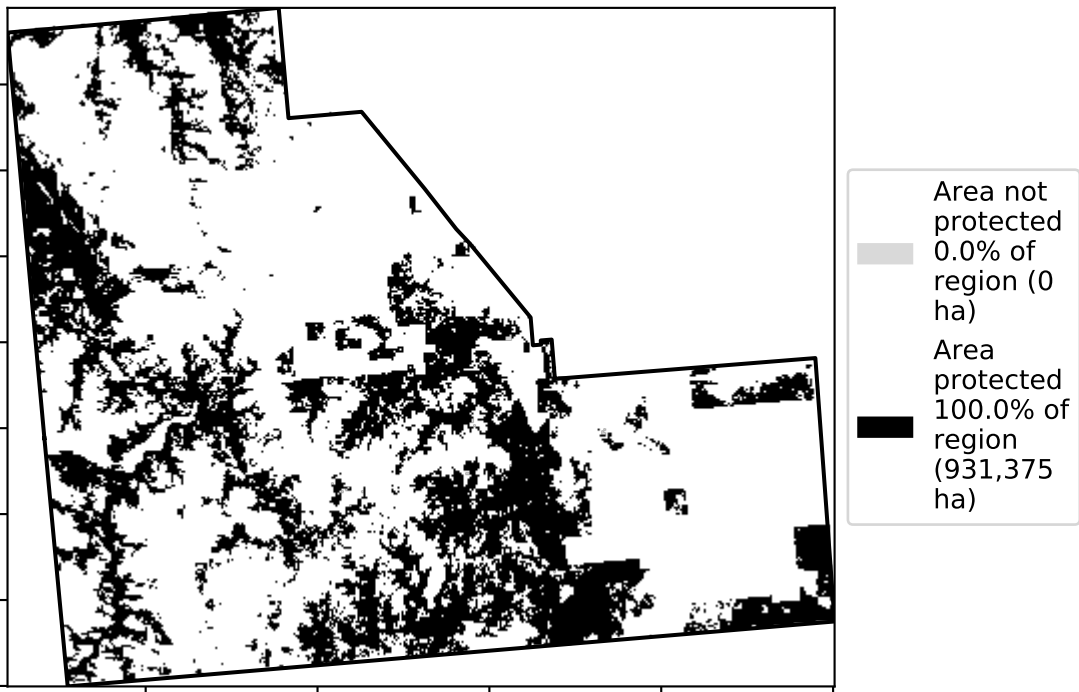 Area not
protected
0.0% of
region (0
ha)
Area
protected
100.0% of
region
(931,375
ha)